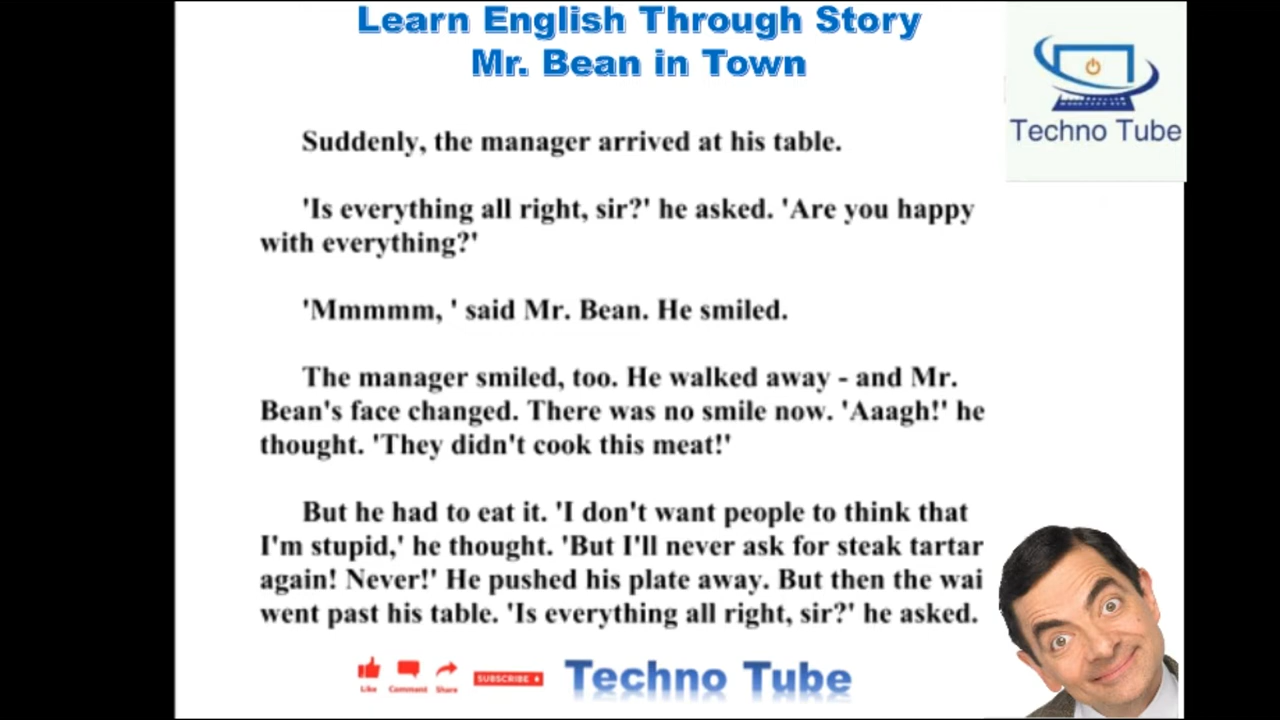 Learn English Through Story
Mr. Bean in Town
Techno Tube
Suddenly, the manager arrived at his table.
'Is everything all right, sir?' he asked. 'Are you happy
with everything?'
'Mmmmm, ' said Mr. Bean. He smiled.
The manager smiled, too. He walked away - and Mr.
Bean's face changed. There was no smile now. 'Aaagh!' he
thought. 'They didn't cook this meat!'
But he had to eat it. 'I don't want people to think that
I'm stupid,' he thought. 'But I'll never ask for steak tartar
again! Never!' He pushed his plate away. But then the wai
went past his table. 'Is everything all right, sir?' he asked.
Like Comment Share SUBSCRIBE Techno Tube